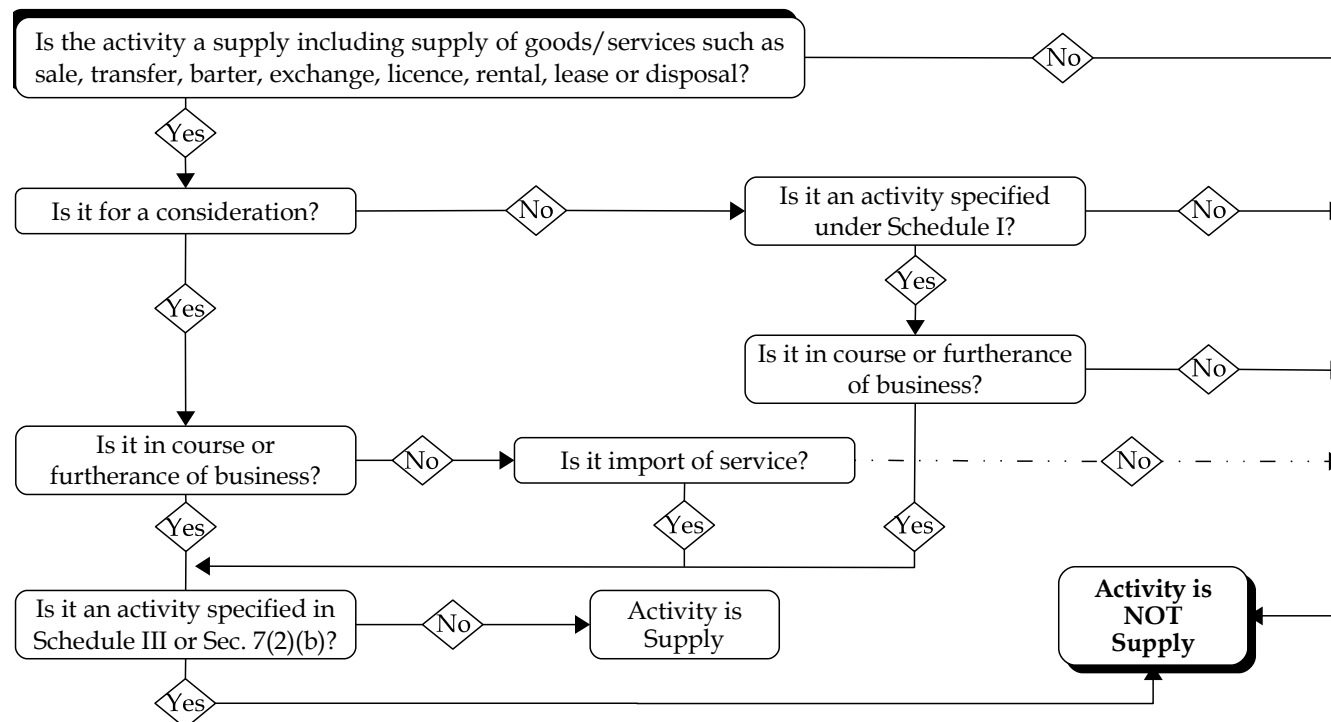 Is the activity a supply including supply of goods/services such as
sale, transfer, barter, exchange, licence, rental, lease or disposal?
No
Yes
Is it for a consideration?
No
Is it an activity specified
under Schedule I?
No
Yes
Yes
Is it in course or furtherance
of business?
No
Is it in course or
furtherance of business?
No
Is it import of service?
No
Yes
Yes
Yes
Is it an activity specified in
Schedule III or Sec. 7(2)(b)?
No
Activity is
Supply
Activity is
NOT
Supply
Yes